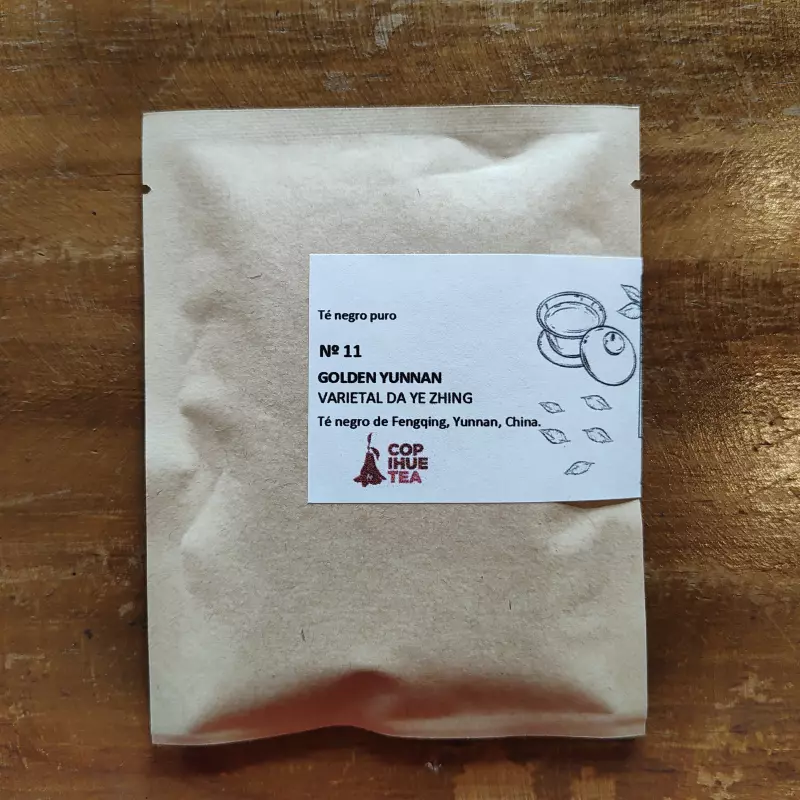 Té negro puro
Nº 11
GOLDEN YUNNAN
VARIETAL DA YE ZHING
Té negro de Fengqing, Yunnan, China.
COP
IHUE
TEA